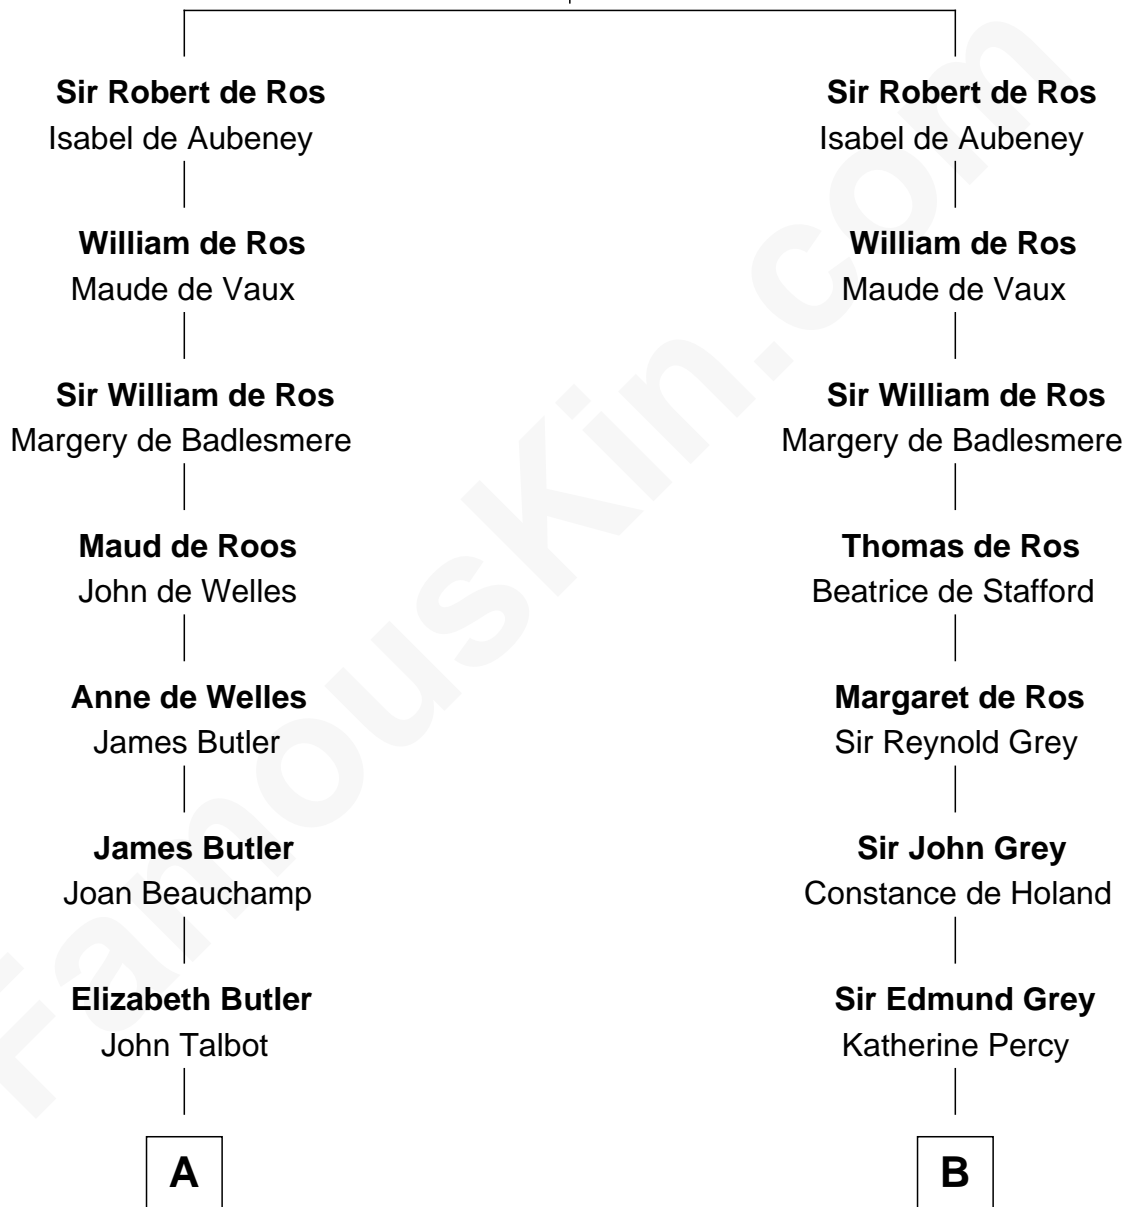 Sir Robert de Ros
Isabel de Aubeney
William de Ros
Maude de Vaux
Sir William de Ros
Margery de Badlesmere
Maud de Roos
John de Welles
Anne de Welles
James Butler
James Butler
Joan Beauchamp
Elizabeth Butler
John Talbot
A
Sir Robert de Ros
Isabel de Aubeney
William de Ros
Maude de Vaux
Sir William de Ros
Margery de Badlesmere
Thomas de Ros
Beatrice de Stafford
Margaret de Ros
Sir Reynold Grey
Sir John Grey
Constance de Holand
Sir Edmund Grey
Katherine Percy
B
FamousKin.com